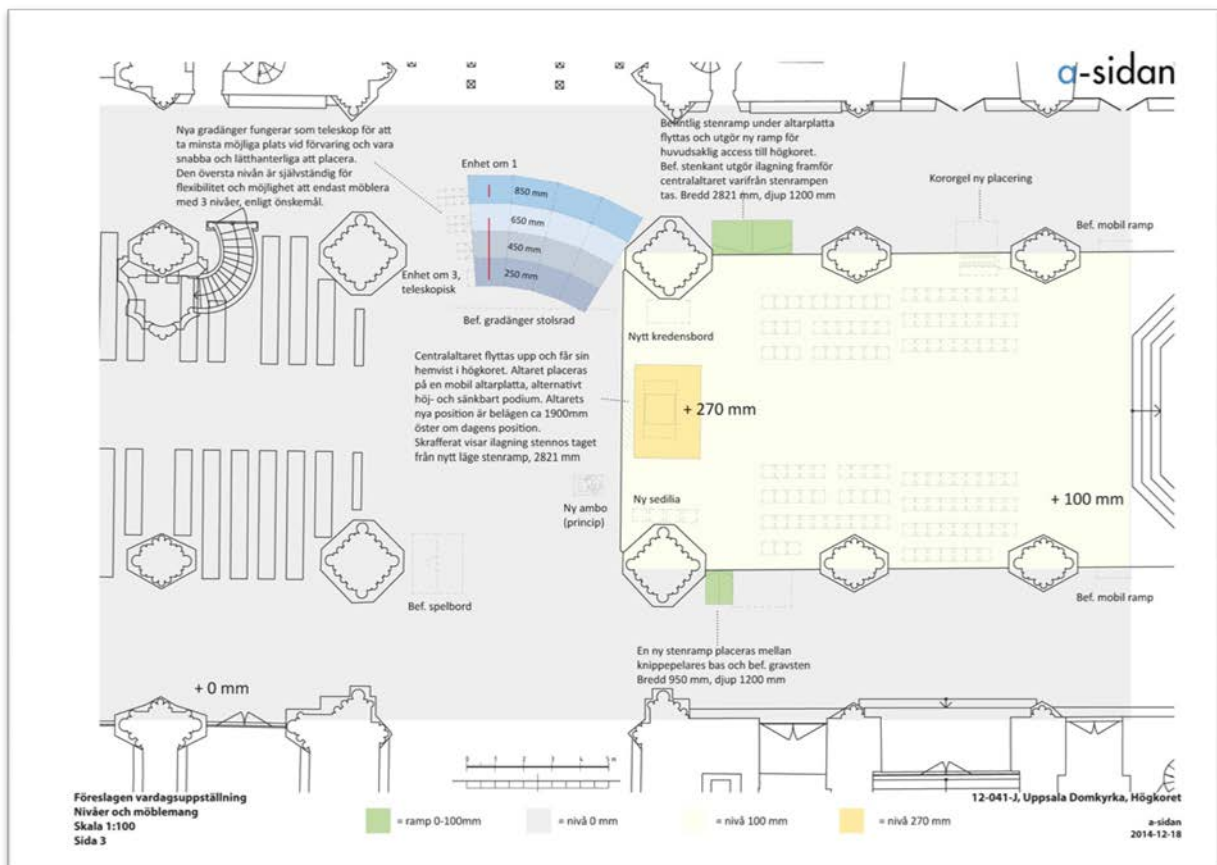 a-sidan
Nya gradänger fungerar som teleskop för att
ta minsta möjliga plats vid förvaring och vara
snabba och lätthanterliga att placera.
Den översta nivån är självständig för
flexibilitet och möjlighet att endast möblera
med 3 nivåer, enligt önskemål.
Enhet om 1
850 mm
650 mm
450 mm
250 mm
Enhet om 3,
teleskopisk
Bef. gradänger stolsrad
Befintlig stenramp under altarplatta
flyttas och utgör ny ramp för
huvudsaklig access till högkoret.
Bef. stenkant utgör ilagning framför
centralaltaret varifrån stenrampen
tas. Bredd 2821 mm, djup 1200 mm
Kororgel ny placering
Bef. mobil ramp
Nytt kredensbord
Centralaltaret flyttas upp och får sin
hemvist i högkoret. Altaret placeras
på en mobil altarplatta, alternativt
höj- och sänkbart podium. Altarets
nya position är belägen ca 1900mm
öster om dagens position.
Skrafferat visar ilagning stennos taget
från nytt läge stenramp, 2821 mm
+ 270 mm
+ 100 mm
Ny ambo
(princip)
Ny sedilia
Bef. spelbord
Bef. mobil ramp
En ny stenramp placeras mellan
knippepelares bas och bef. gravsten
Bredd 950 mm, djup 1200 mm
+ 0 mm
0 1 2 3 4 5 m
Föreslagen vardagsuppställning
Nivåer och möblemang
Skala 1:100
Sida 3
= ramp 0-100mm
= nivå 0 mm
= nivå 100 mm
= nivå 270 mm
12-041-J, Uppsala Domkyrka, Högkoret
a-sidan
2014-12-18